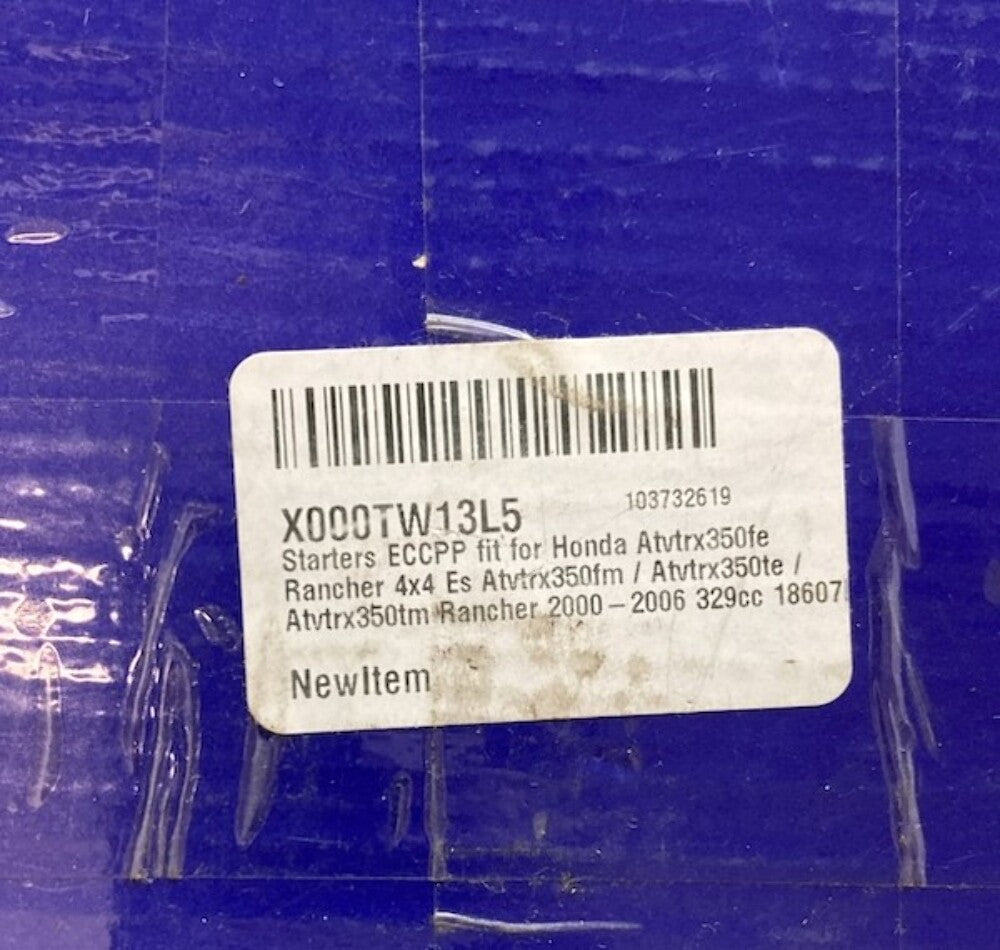 X000TW13L5 103732619
Starters ECCPP fit for Honda Atvtrx350fe
Rancher 4x4 Es Atvtrx350fm / Atvtrx350te /
Atvtrx350tm Rancher 2000-2006 329cc 18607
NewItem